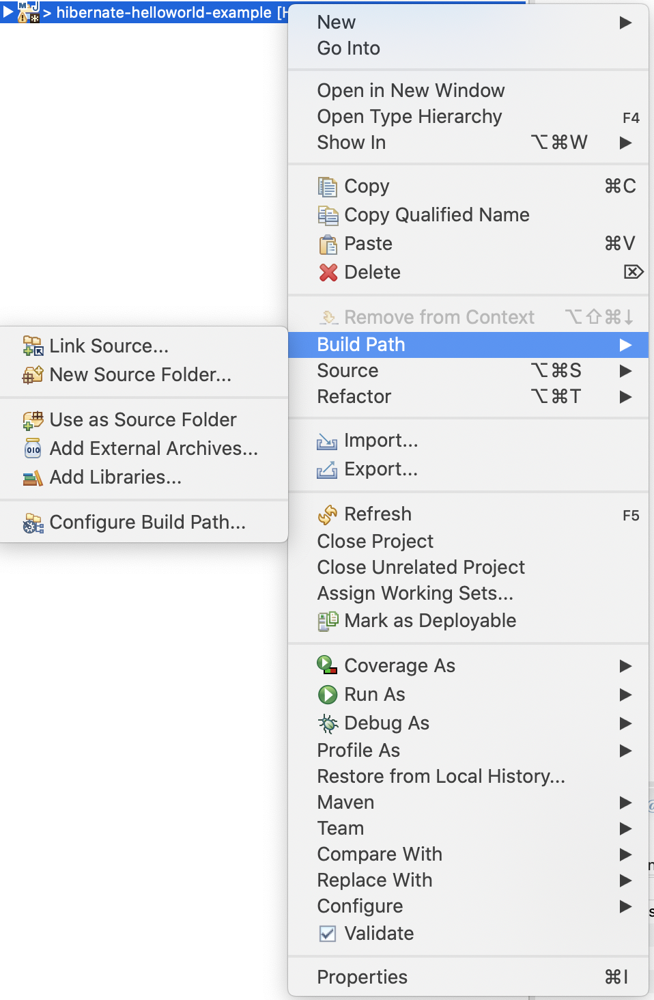 > hibernate-helloworld-example [H
New
Go Into
Open in New Window
Open Type Hierarchy F4
Show In ⌥⌘W
Copy ⌘C
Copy Qualified Name
Paste ⌘V
Delete ⌦
Remove from Context ⌥⇧⌘↓
Build Path
Source ⌥⌘S
Refactor ⌥⌘T
Import...
Export...
Refresh F5
Close Project
Close Unrelated Project
Assign Working Sets...
Mark as Deployable
Coverage As
Run As
Debug As
Profile As
Restore from Local History...
Maven
Team
Compare With
Replace With
Configure
Validate
Properties ⌘I
Link Source...
New Source Folder...
Use as Source Folder
Add External Archives...
Add Libraries...
Configure Build Path...